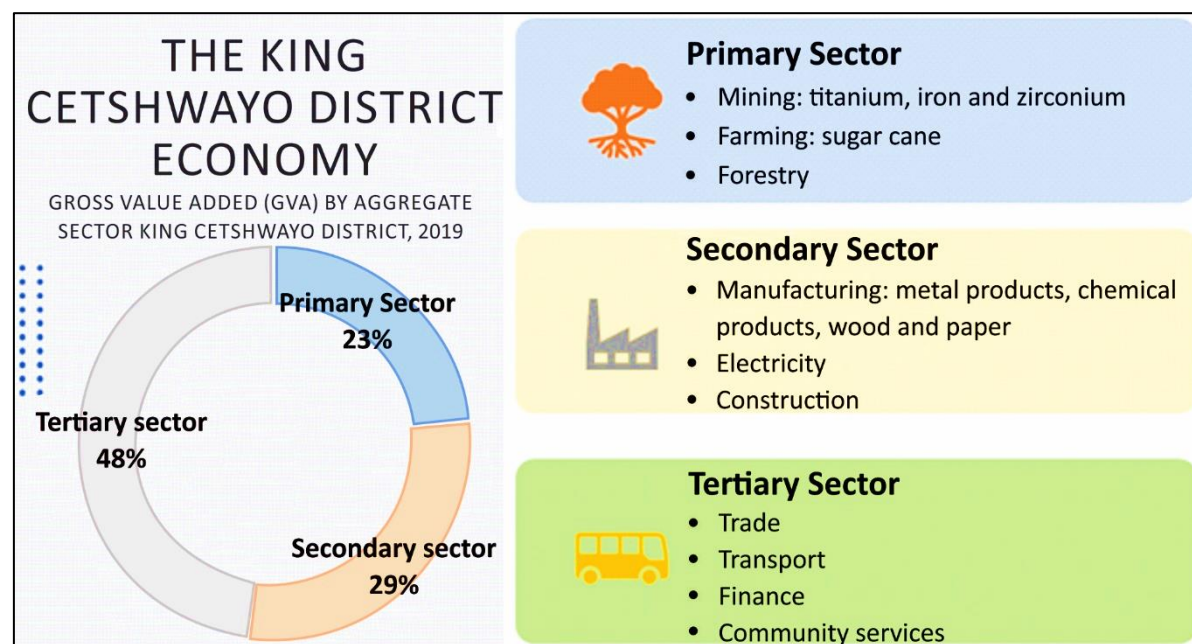 THE KING
CETSHWAYO DISTRICT
ECONOMY
GROSS VALUE ADDED (GVA) BY AGGREGATE
SECTOR KING CETSHWAYO DISTRICT, 2019
Primary Sector
23%
Tertiary sector
48%
Secondary sector
29%
Primary Sector
• Mining: titanium, iron and zirconium
• Farming: sugar cane
• Forestry
Secondary Sector
• Manufacturing: metal products, chemical
products, wood and paper
• Electricity
• Construction
Tertiary Sector
• Trade
• Transport
• Finance
• Community services